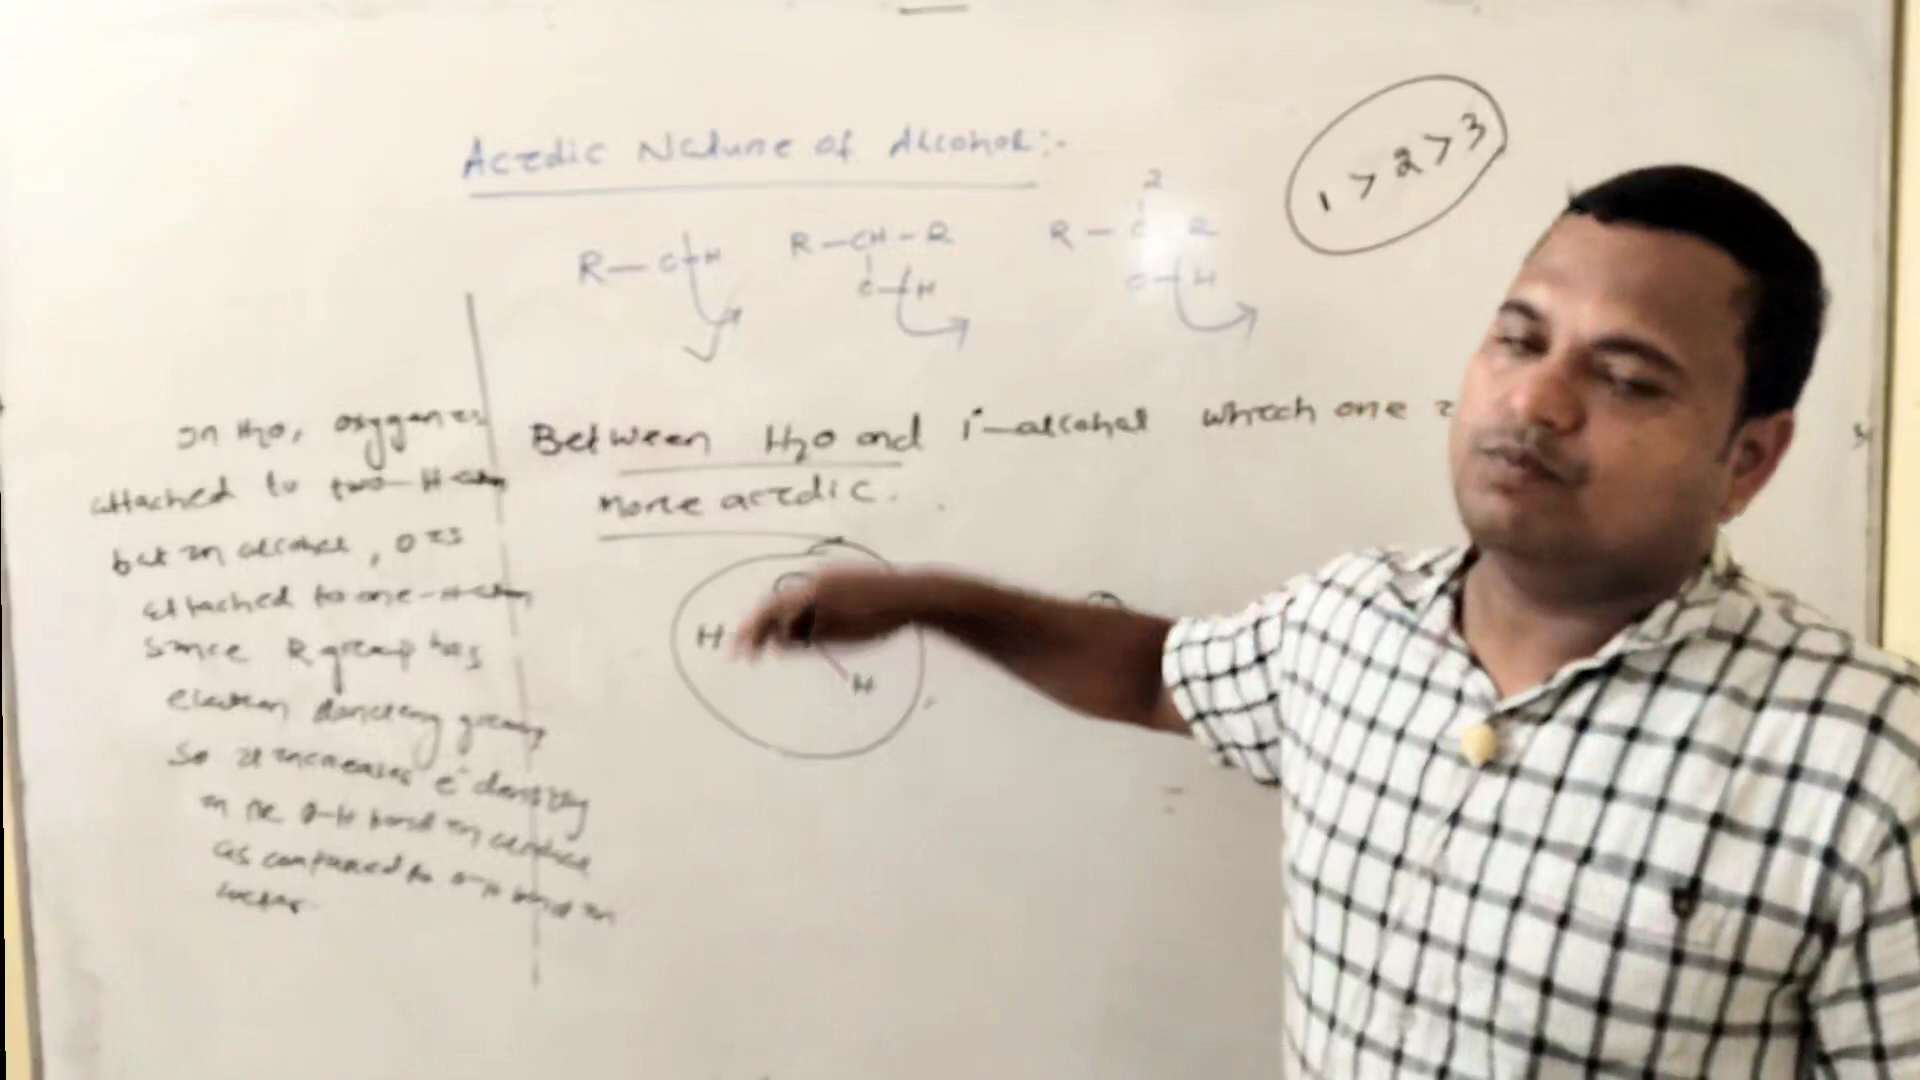 Acidic Nature of Alcohol:-
1 > 2 > 3
R — O — H
R — CH — R
O — H
R — C R
O — H
Between H2O and 1°-alcohol which one
more acidic.
H
H
In H2O, oxygen is
attached to two H-atom
but in alcohol, O is
attached to one-H-atom
Since R group has
electron donating group
So it increases e- density
in the O-H bond in alcohol
as compared to O-H bond in
water